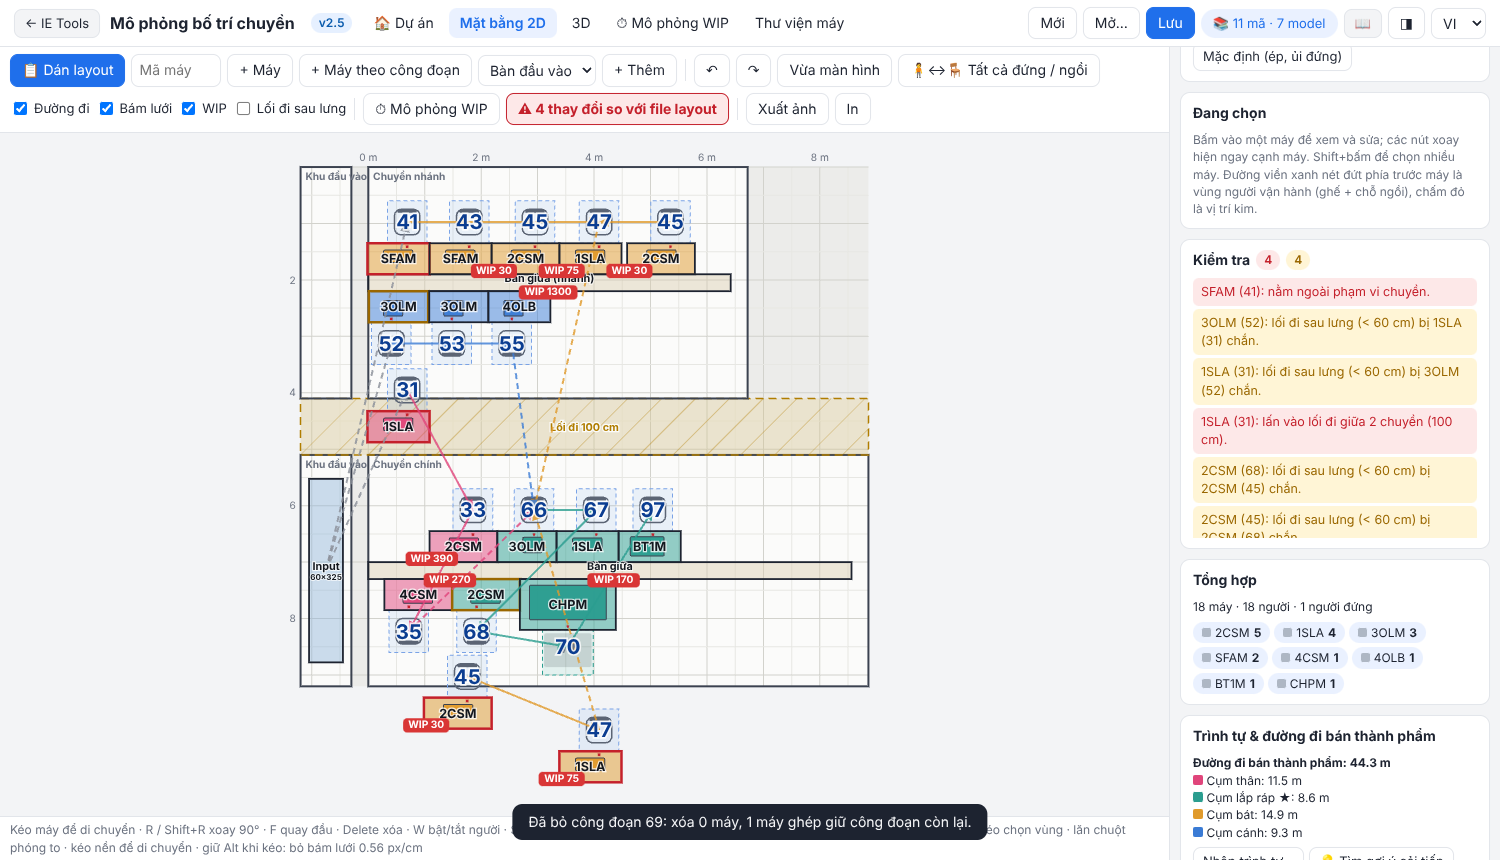 ← IE Tools
Mô phỏng bố trí chuyền
v2.5
🏠 Dự án
Mặt bằng 2D
3D
⏱ Mô phỏng WIP
Thư viện mã
Mới
Mở...
Lưu
📚 11 mã · 7 model
VI
📋 Dán layout
Mã máy
+ Máy
+ Máy theo công đoạn
Bàn đầu vào
+ Thêm
↶
↷
Vừa màn hình
🧍↔🪑 Tất cả đứng / ngồi
Đường đi
Bám lưới
WIP
Lối đi sau lưng
⏱ Mô phỏng WIP
⚠ 4 thay đổi so với file layout
Xuất ảnh
In
0 m
2 m
4 m
6 m
8 m
2
4
6
8
Khu đầu vào
Chuyền nhánh
41
43
45
47
45
SFAM
SFAM
2CSM
1SLA
2CSM
WIP 30
WIP 75
WIP 30
Bàn giữa (nhánh)
WIP 1300
3OLM
3OLM
4OLB
52
53
55
31
1SLA
Lối đi 100 cm
Khu đầu vào
Chuyền chính
Input
60×325
33
66
67
97
2CSM
3OLM
1SLA
BT1M
WIP 390
Bàn giữa
WIP 270
WIP 170
4CSM
2CSM
CHPM
35
68
70
45
2CSM
WIP 30
47
1SLA
WIP 75
Kéo máy để di chuyển · R / Shift+R xoay 90° · F quay đầu · Delete xóa · W bật/tắt người ·
kéo chọn vùng · lăn chuột
phóng to · kéo nền để di chuyển · giữ Alt khi kéo: bỏ bám lưới 0.56 px/cm
Đã bỏ công đoạn 69: xóa 0 máy, 1 máy ghép giữ công đoạn còn lại.
Mặc định (ép, ủi đứng)
Đang chọn
Bấm vào một máy để xem và sửa; các nút xoay
hiện ngay cạnh máy. Shift+bấm để chọn nhiều
máy. Đường viền xanh nét đứt phía trước máy là
vùng người vận hành (ghế + chỗ ngồi), chấm đỏ
là vị trí kim.
Kiểm tra 4 4
SFAM (41): nằm ngoài phạm vi chuyền.
3OLM (52): lối đi sau lưng (< 60 cm) bị 1SLA
(31) chắn.
1SLA (31): lối đi sau lưng (< 60 cm) bị 3OLM
(52) chắn.
1SLA (31): lấn vào lối đi giữa 2 chuyền (100
cm).
2CSM (68): lối đi sau lưng (< 60 cm) bị
2CSM (45) chắn.
2CSM (45): lối đi sau lưng (< 60 cm) bị
2CSM (68) chắn.
Tổng hợp
18 máy · 18 người · 1 người đứng
2CSM 5
1SLA 4
3OLM 3
SFAM 2
4CSM 1
4OLB 1
BT1M 1
CHPM 1
Trình tự & đường đi bán thành phẩm
Đường đi bán thành phẩm: 44.3 m
Cụm thân: 11.5 m
Cụm lắp ráp ★: 8.6 m
Cụm bát: 14.9 m
Cụm cánh: 9.3 m